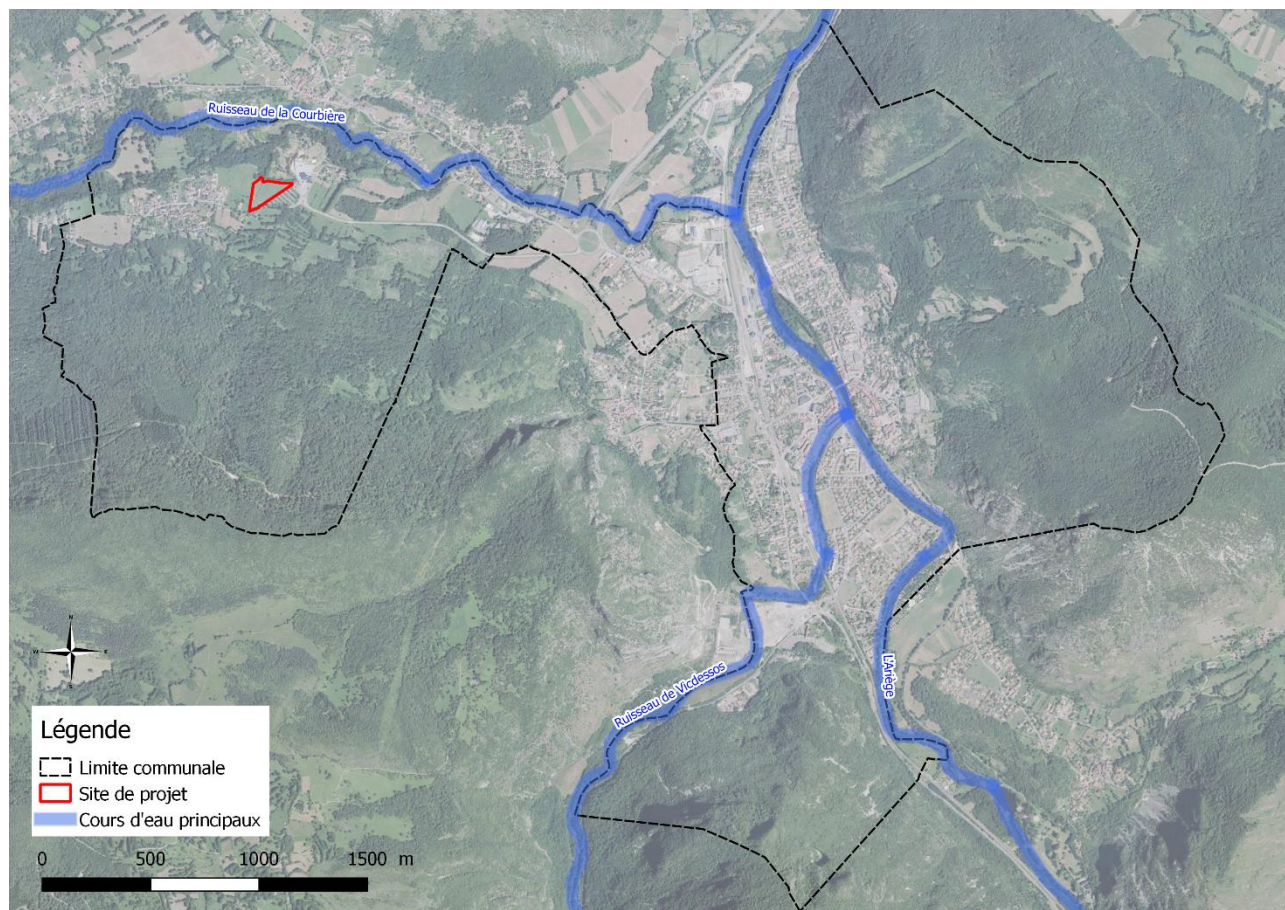 Ruisseau de la Courbière
Ruisseau de Vicdessos
L'Ariège
N
W
E
S
Légende
Limite communale
Site de projet
Cours d'eau principaux
0 500 1000 1500 m